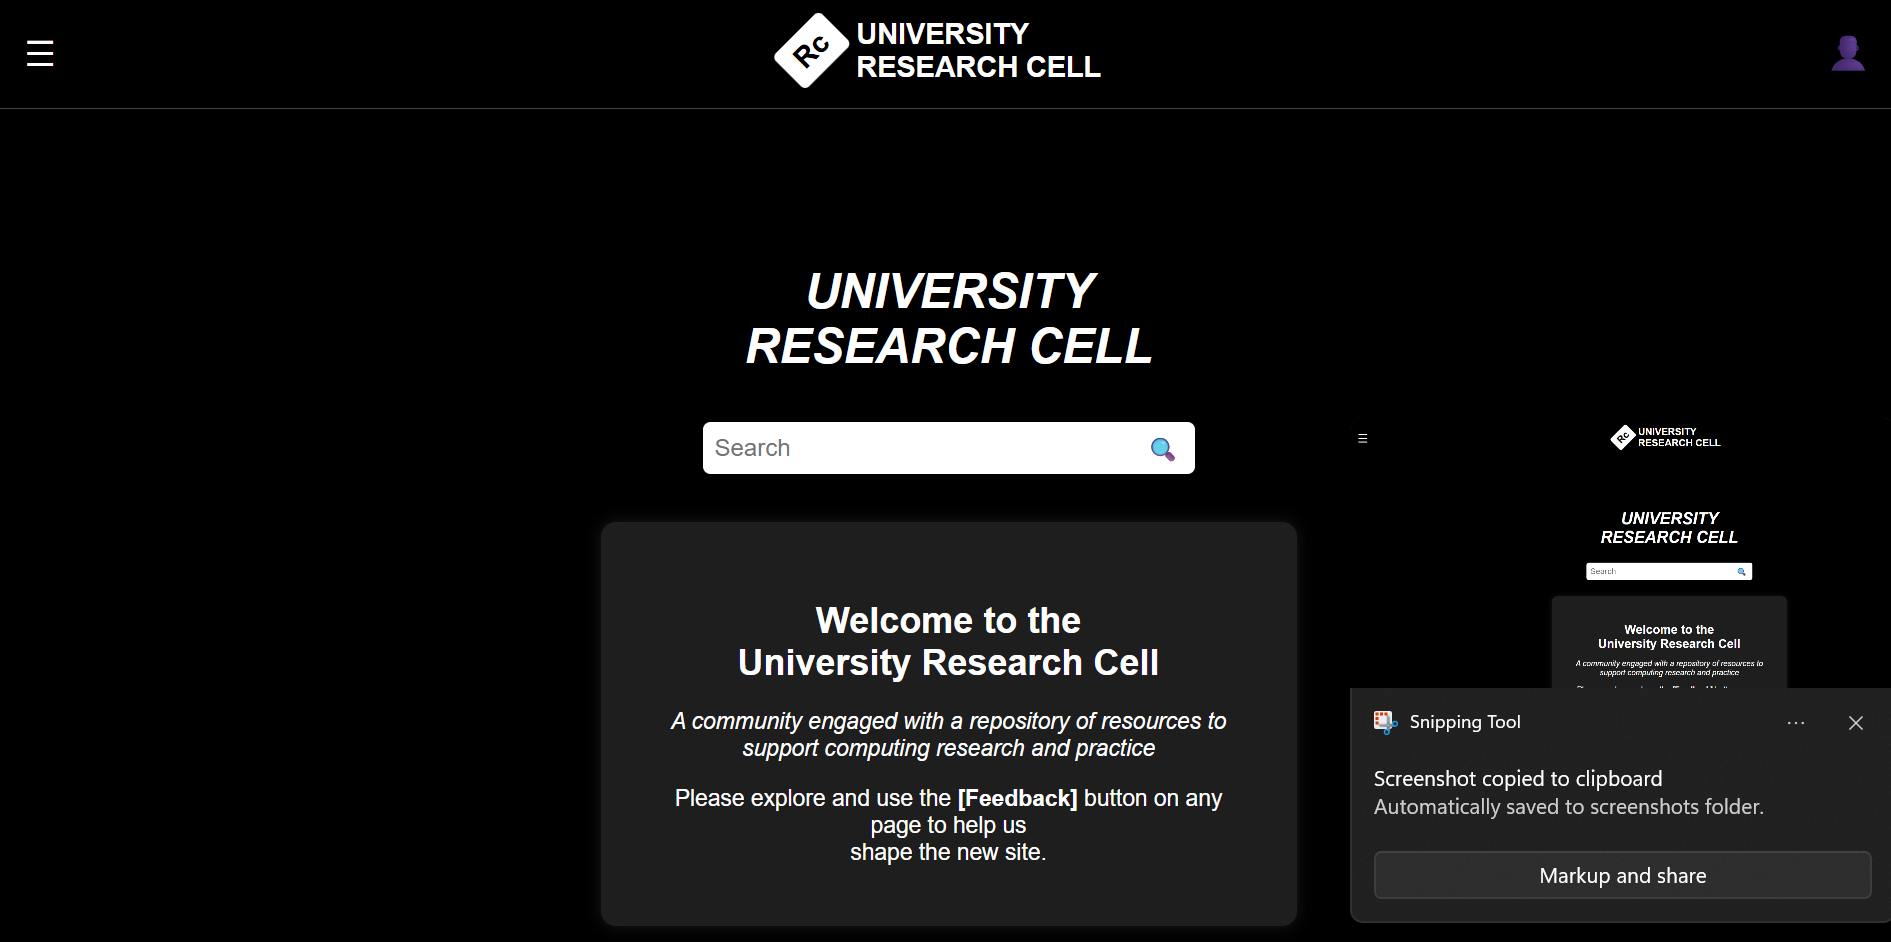 ☰
Rc
UNIVERSITY
RESEARCH CELL
UNIVERSITY
RESEARCH CELL
Search
Welcome to the
University Research Cell
A community engaged with a repository of resources to
support computing research and practice
Please explore and use the [Feedback] button on any
page to help us
shape the new site.
Rc
UNIVERSITY
RESEARCH CELL
UNIVERSITY
RESEARCH CELL
Search
Welcome to the
University Research Cell
A community engaged with a repository of resources to
support computing research and practice
Snipping Tool
Screenshot copied to clipboard
Automatically saved to screenshots folder.
Markup and share